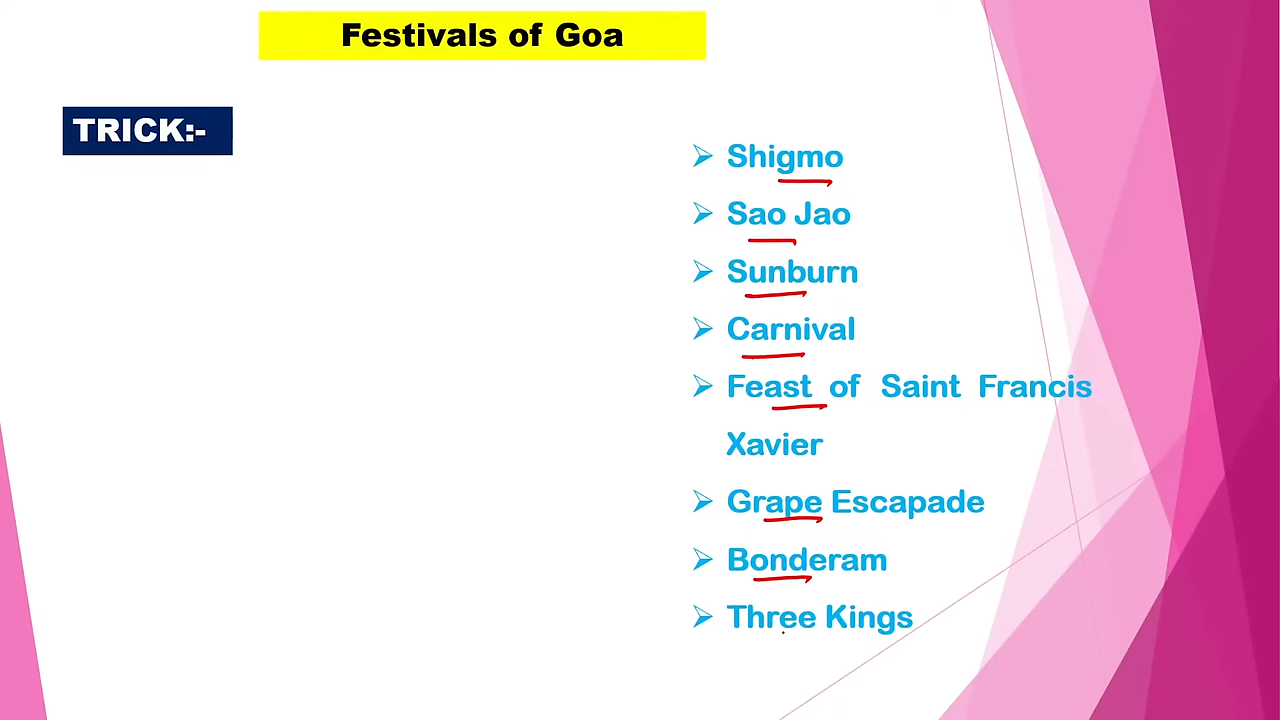 Festivals of Goa
TRICK:-
Shigmo
Sao Jao
Sunburn
Carnival
Feast of Saint Francis
Xavier
Grape Escapade
Bonderam
Three Kings